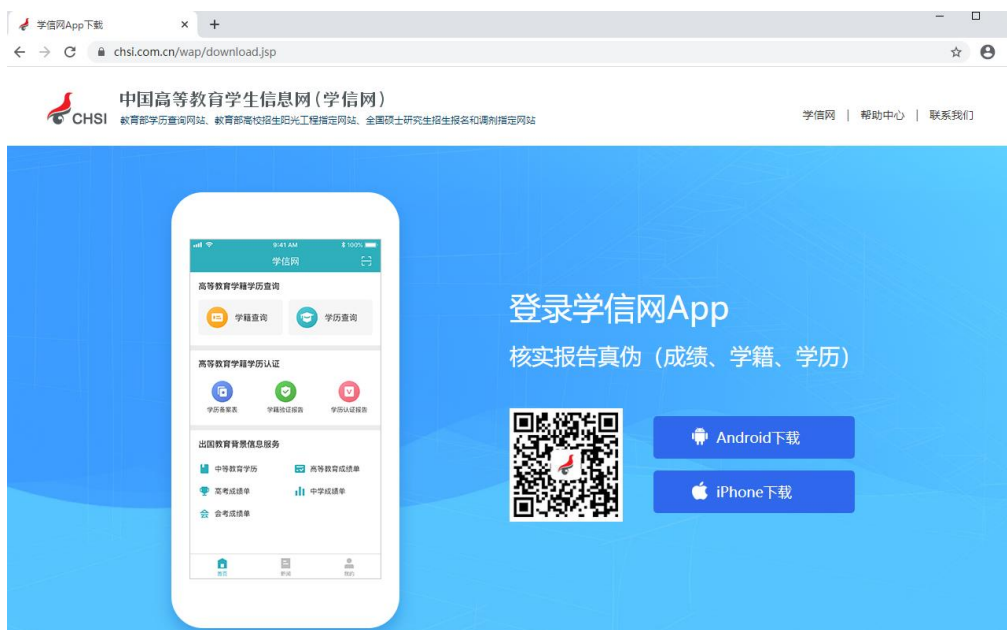 学信网App下载
chsi.com.cn/wap/download.jsp
CHSI
中国高等教育学生信息网(学信网)
教育部学历查询网站、教育部高校招生阳光工程指定网站、全国硕士研究生招生报名和调剂指定网站
学信网 | 帮助中心 | 联系我们
9:41 AM
100%
学信网
高等教育学籍学历查询
学籍查询
学历查询
高等教育学籍学历认证
学历备案表
学籍验证报告
学历认证报告
出国教育背景信息服务
中等教育学历
高等教育成绩单
高考成绩单
中学成绩单
会 会考成绩单
首页
新闻
我的
登录学信网App
核实报告真伪（成绩、学籍、学历）
Android下载
iPhone下载